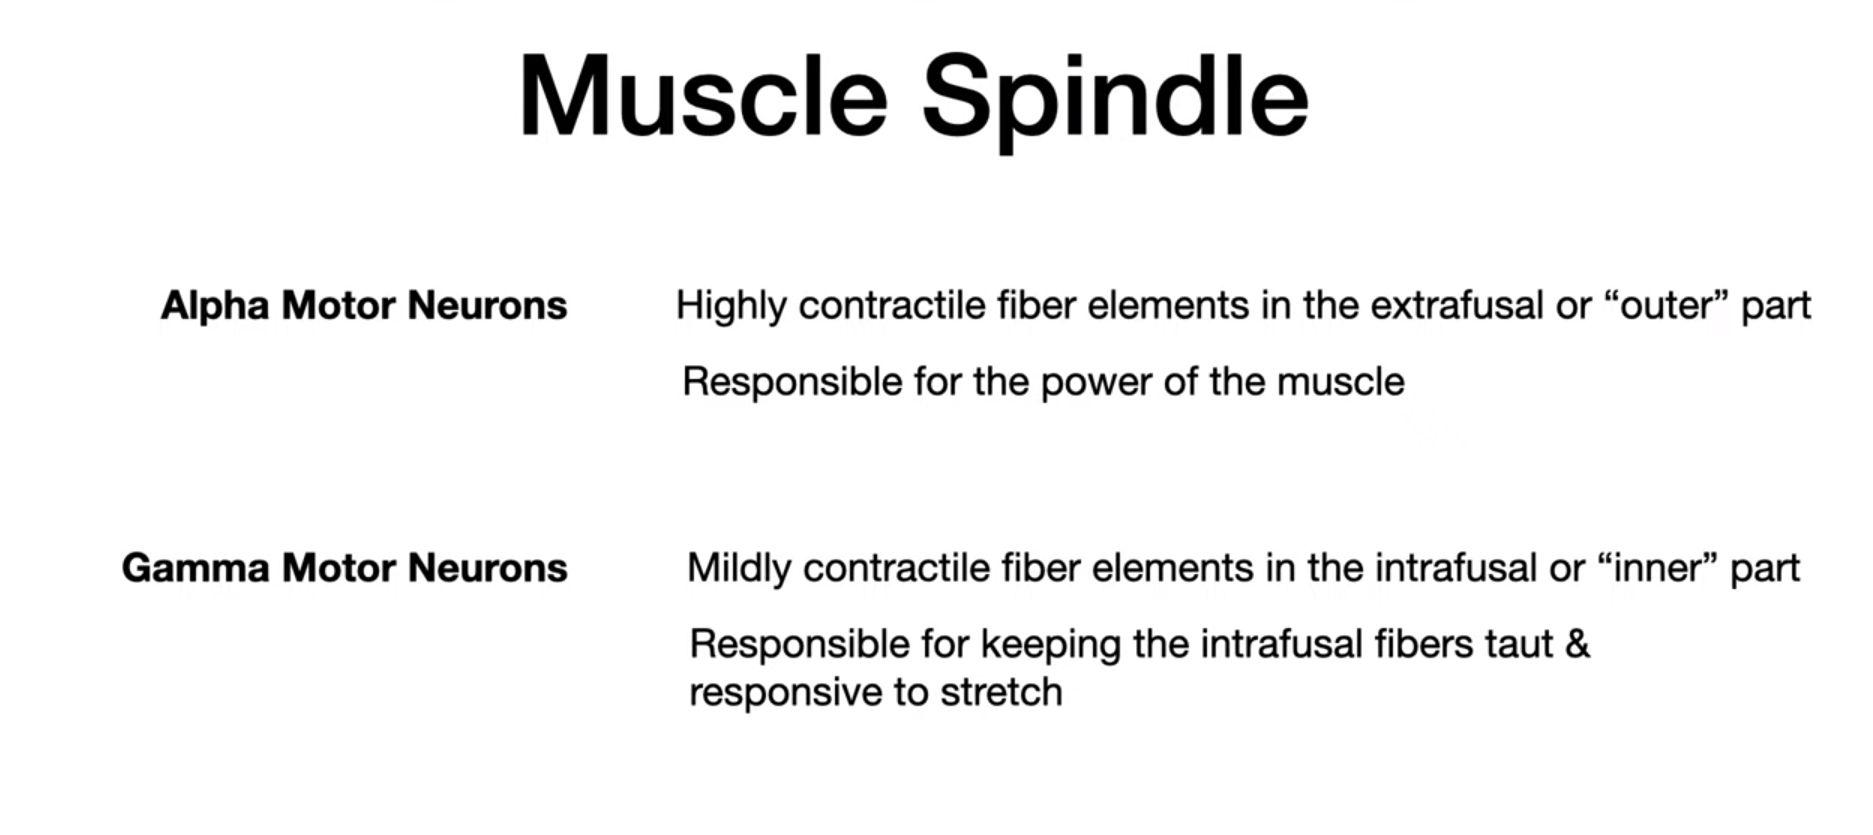 Muscle Spindle
Alpha Motor Neurons
Highly contractile fiber elements in the extrafusal or “outer” part
Responsible for the power of the muscle
Gamma Motor Neurons
Mildly contractile fiber elements in the intrafusal or “inner” part
Responsible for keeping the intrafusal fibers taut &
responsive to stretch